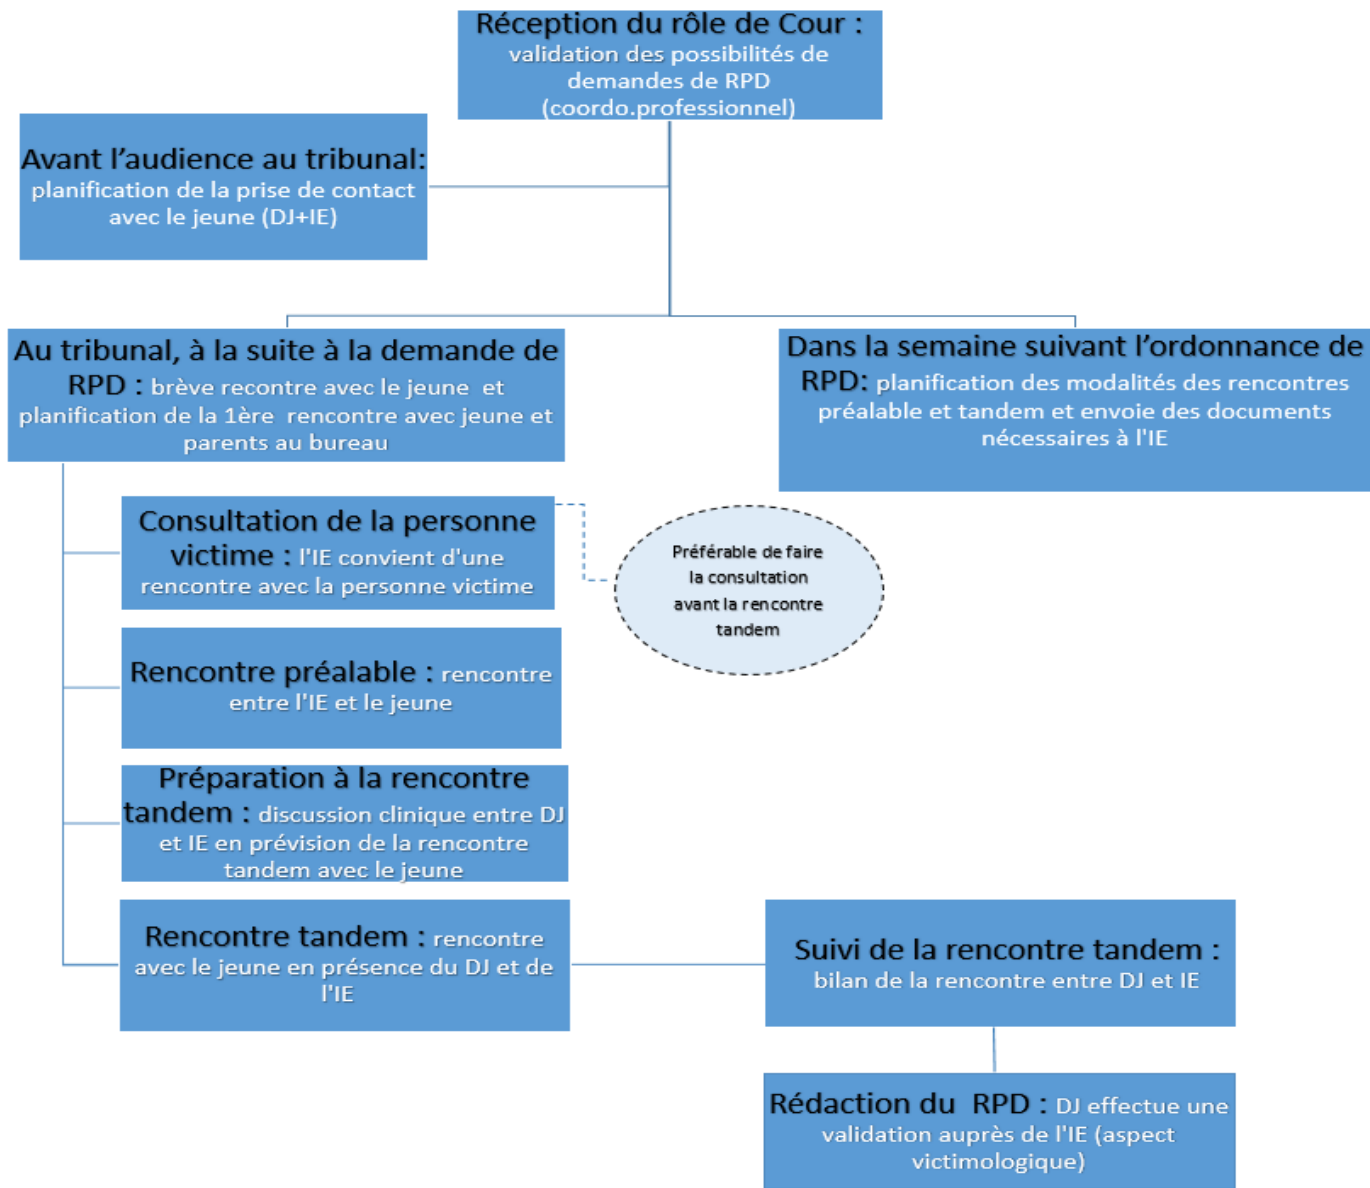 Réception du rôle de Cour :
validation des possibilités de
demandes de RPD
(coordo.professionnel)
Avant l’audience au tribunal:
planification de la prise de contact
avec le jeune (DJ+IE)
Au tribunal, à la suite à la demande de
RPD : brève recontre avec le jeune et
planification de la 1ère rencontre avec jeune et
parents au bureau
Dans la semaine suivant l’ordonnance de
RPD: planification des modalités des rencontres
préalable et tandem et envoie des documents
nécessaires à l'IE
Consultation de la personne
victime : l'IE convient d'une
rencontre avec la personne victime
Préférable de faire
la consultation
avant la rencontre
tandem
Rencontre préalable : rencontre
entre l'IE et le jeune
Préparation à la rencontre
tandem : discussion clinique entre DJ
et IE en prévision de la rencontre
tandem avec le jeune
Rencontre tandem : rencontre
avec le jeune en présence du DJ et de
l'IE
Suivi de la rencontre tandem :
bilan de la rencontre entre DJ et IE
Rédaction du RPD : DJ effectue une
validation auprès de l'IE (aspect
victimologique)